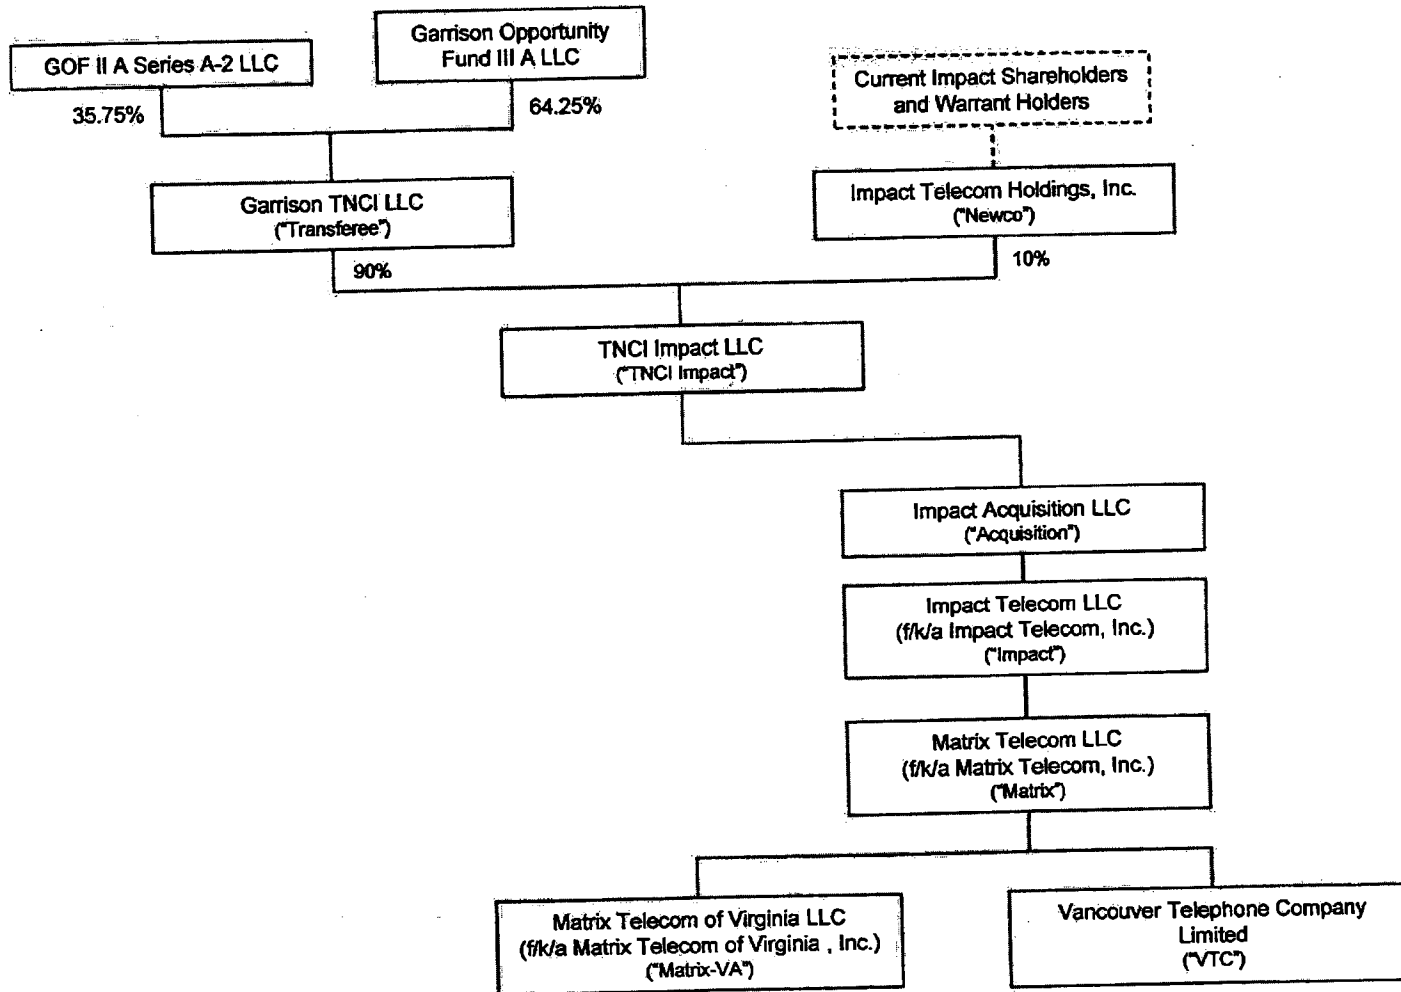 GOF II A Series A-2 LLC
Garrison Opportunity
Fund III A LLC
Current Impact Shareholders
and Warrant Holders
35.75%
64.25%
Garrison TNCI LLC
("Transferee")
Impact Telecom Holdings, Inc.
("Newco")
90%
10%
TNCI Impact LLC
("TNCI Impact")
Impact Acquisition LLC
("Acquisition")
Impact Telecom LLC
(f/k/a Impact Telecom, Inc.)
("Impact")
Matrix Telecom LLC
(f/k/a Matrix Telecom, Inc.)
("Matrix")
Matrix Telecom of Virginia LLC
(f/k/a Matrix Telecom of Virginia , Inc.)
("Matrix-VA")
Vancouver Telephone Company
Limited
("VTC")